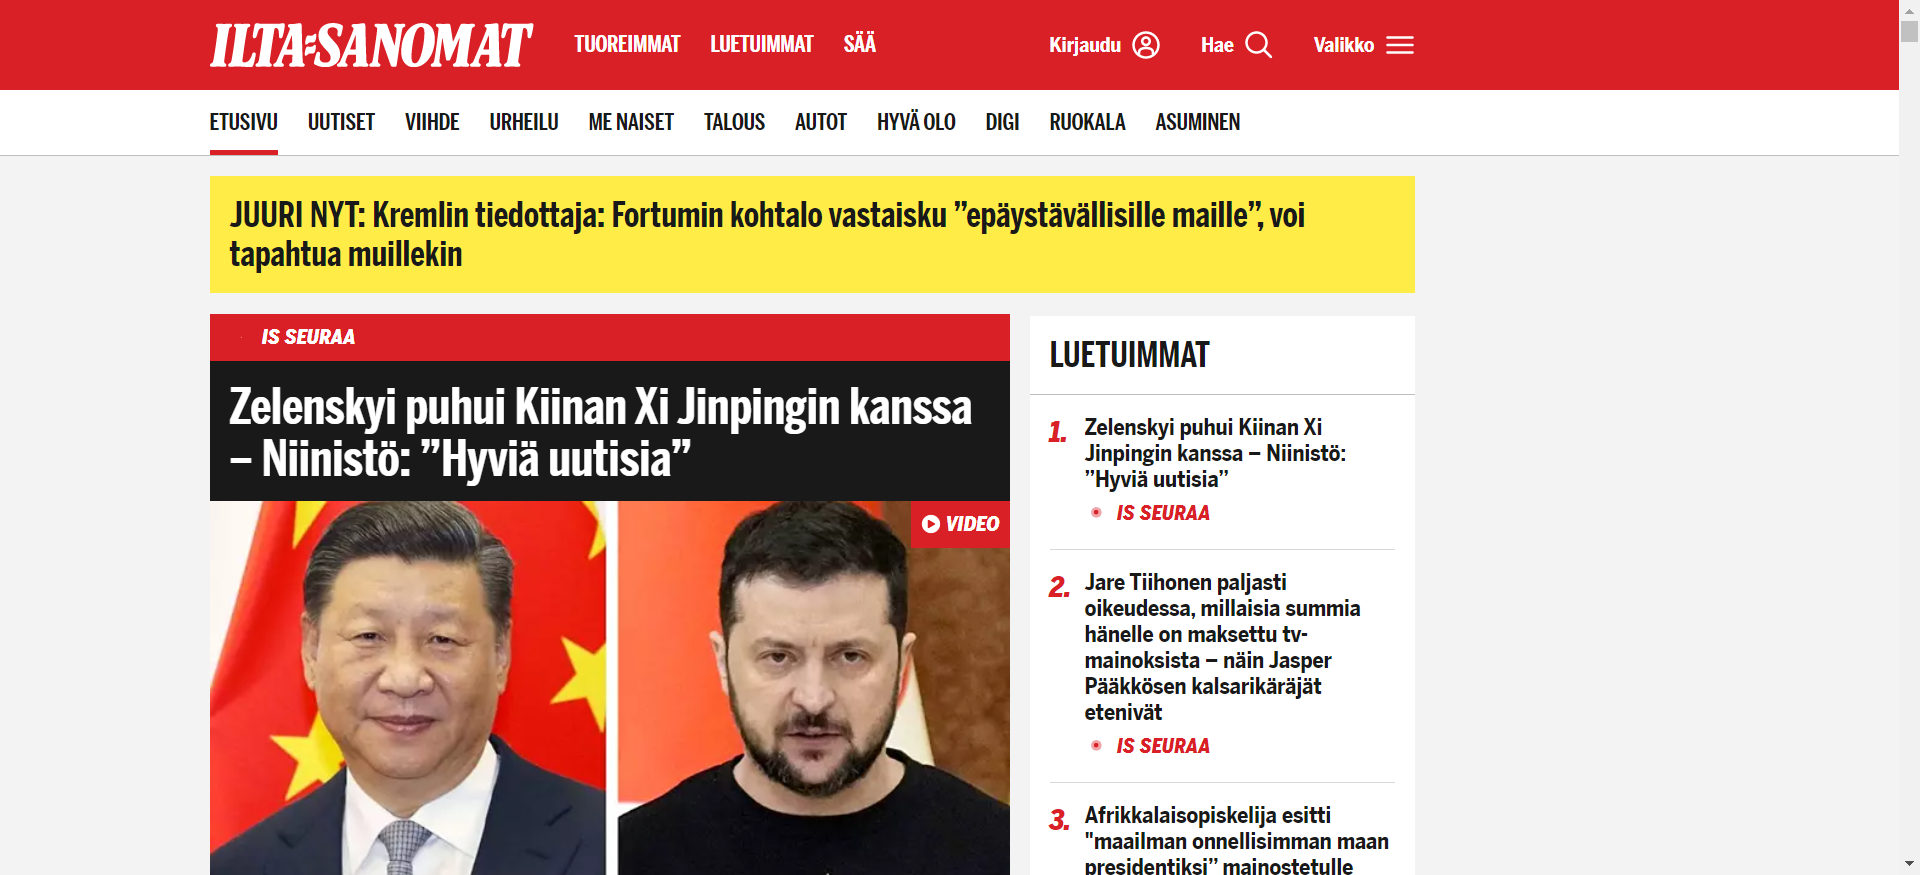 ILTA-SANOMAT
TUOREIMMAT LUETUIMMAT SÄÄ
Kirjaudu Hae Valikko
ETUSIVU UUTISET VIIHDE URHEILU ME NAISET TALOUS AUTOT HYVÄ OLO DIGI RUOKALA ASUMINEN
JUURI NYT: Kremlin tiedottaja: Fortumin kohtalo vastaisku ”epäystävällisille maille”, voi
tapahtua muillekin
IS SEURAA
Zelenskyi puhui Kiinan Xi Jinpingin kanssa
– Niinistö: ”Hyviä uutisia”
VIDEO
LUETUIMMAT
1. Zelenskyi puhui Kiinan Xi
Jinpingin kanssa – Niinistö:
”Hyviä uutisia”
IS SEURAA
2. Jare Tiihonen paljasti
oikeudessa, millaisia summia
hänelle on maksettu tv-
mainoksista – näin Jasper
Pääkkösen kalsarikäräjät
etenivät
IS SEURAA
3. Afrikkalaisopiskelija esitti
"maailman onnellisimman maan
presidentiksi” mainostetulle